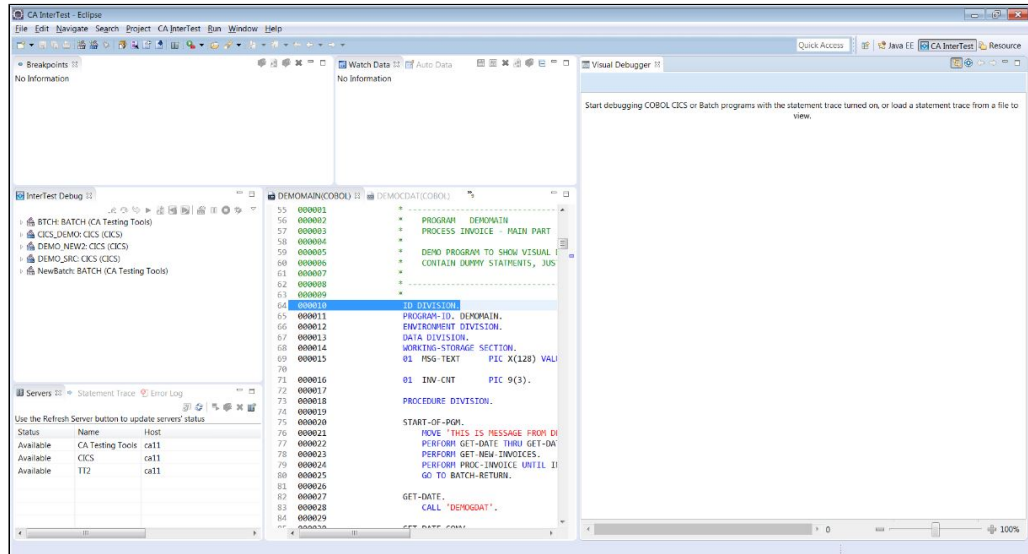 CA InterTest - Eclipse
File Edit Navigate Search Project CA InterTest Run Window Help
Quick Access Java EE CA InterTest Resource
Breakpoints
No Information
Watch Data Auto Data
No Information
Visual Debugger
Start debugging COBOL CICS or Batch programs with the statement trace turned on, or load a statement trace from a file to
view.
InterTest Debug
BTCH: BATCH (CA Testing Tools)
CICS_DEMO: CICS (CICS)
DEMO_NEW2: CICS (CICS)
DEMO_SRC: CICS (CICS)
NewBatch: BATCH (CA Testing Tools)
DEMOMAIN(COBOL) DEMOCDAT(COBOL)
55 000001 * -----------------------------
56 000002 * PROGRAM DEMOMAIN
57 000003 * PROCESS INVOICE - MAIN PART
58 000004 *
59 000005 * DEMO PROGRAM TO SHOW VISUAL
60 000006 * CONTAIN DUMMY STATMENTS, JUS
61 000007 *
62 000008 * -----------------------------
63 000009 *
64 000010 ID DIVISION.
65 000011 PROGRAM-ID. DEMOMAIN.
66 000012 ENVIRONMENT DIVISION.
67 000013 DATA DIVISION.
68 000014 WORKING-STORAGE SECTION.
69 000015 01 MSG-TEXT PIC X(128) VALU
70
71 000016 01 INV-CNT PIC 9(3).
72 000017
73 000018 PROCEDURE DIVISION.
74 000019
75 000020 START-OF-PGM.
76 000021 MOVE 'THIS IS MESSAGE FROM D
77 000022 PERFORM GET-DATE THRU GET-DA
78 000023 PERFORM GET-NEW-INVOICES.
79 000024 PERFORM PROC-INVOICE UNTIL I
80 000025 GO TO BATCH-RETURN.
81 000026
82 000027 GET-DATE.
83 000028 CALL 'DEMOGDAT'.
84 000029
Servers Statement Trace Error Log
Use the Refresh Server button to update servers' status
Status Name Host
Available CA Testing Tools ca11
Available CICS ca11
Available TT2 ca11
0 100%